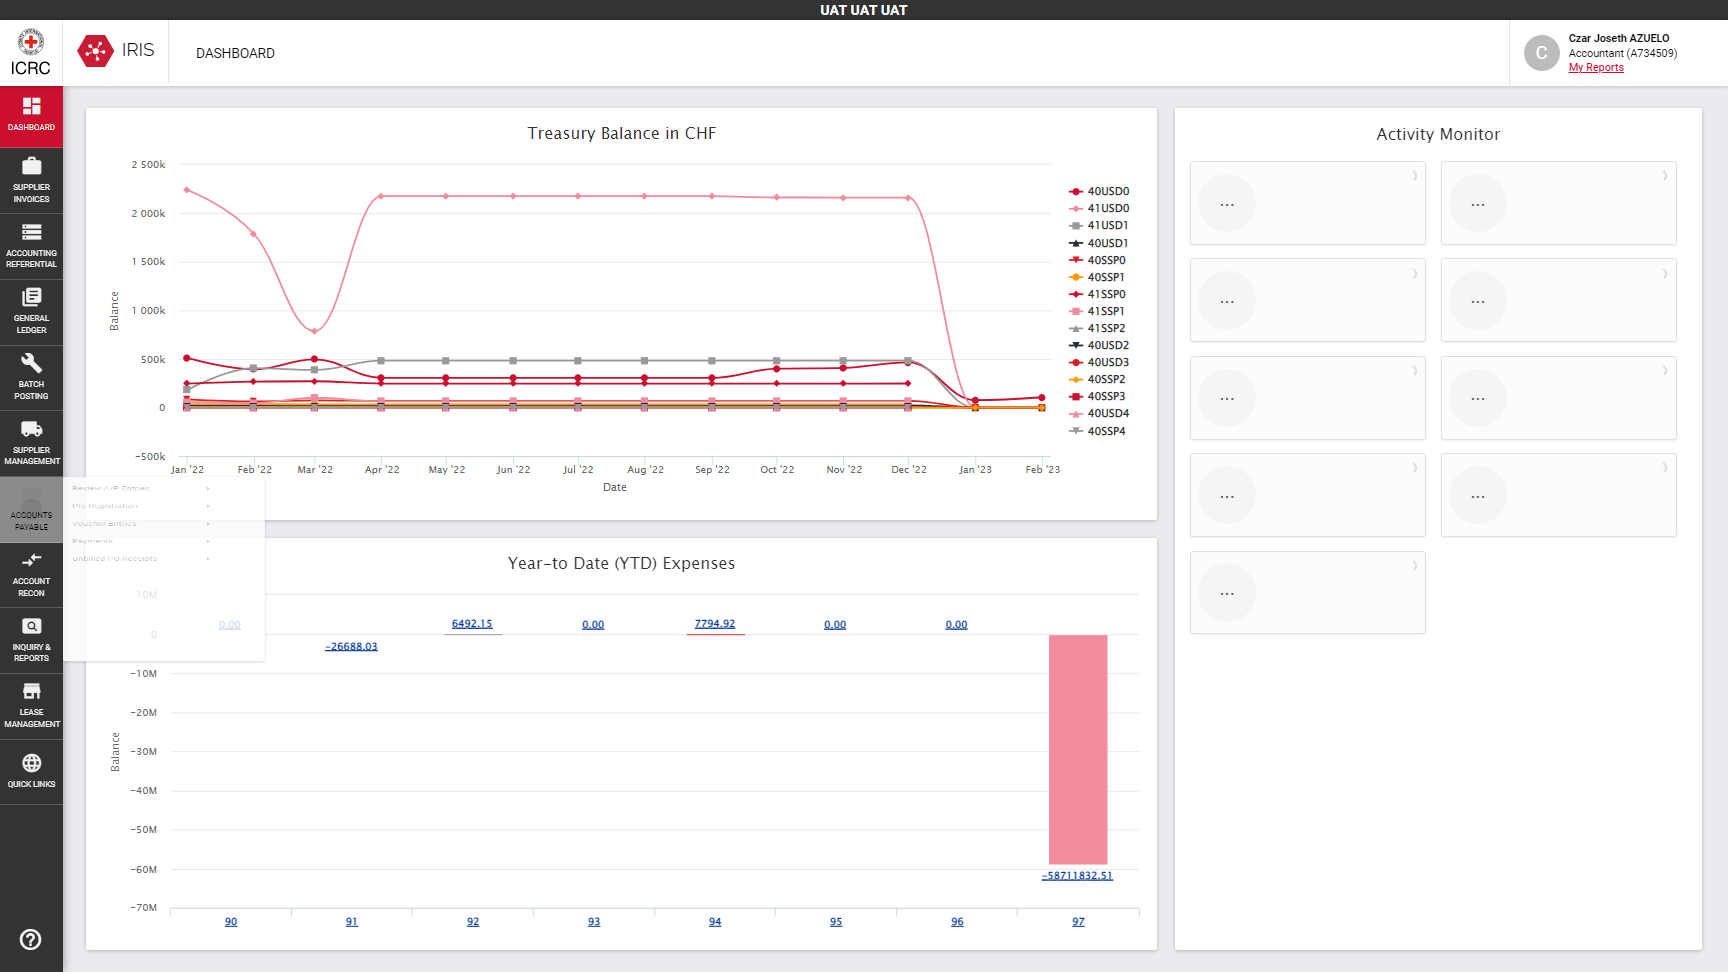 UAT UAT UAT
ICRC
IRIS
DASHBOARD
Czar Joseth AZUELO
Accountant (A734509)
My Reports
C
DASHBOARD
SUPPLIER
INVOICES
ACCOUNTING
REFERENTIAL
GENERAL
LEDGER
BATCH
POSTING
SUPPLIER
MANAGEMENT
ACCOUNTS
PAYABLE
ACCOUNT
RECON
INQUIRY &
REPORTS
LEASE
MANAGEMENT
QUICK LINKS
Review A/P Entries
Pre Registration
Voucher Entries
Payments
Unbilled PO Receipts
Treasury Balance in CHF
Balance
2 500k
2 000k
1 500k
1 000k
500k
0
−500k
Jan '22 Feb '22 Mar '22 Apr '22 May '22 Jun '22 Jul '22 Aug '22 Sep '22 Oct '22 Nov '22 Dec '22 Jan '23 Feb '23
Date
40USD0
41USD0
41USD1
40USD1
40SSP0
40SSP1
41SSP0
41SSP1
41SSP2
40USD2
40USD3
40SSP2
40SSP3
40USD4
40SSP4
Year-to Date (YTD) Expenses
Balance
10M
0
−10M
−20M
−30M
−40M
−50M
−60M
−70M
0.00
−26688.03
6492.15
0.00
7794.92
0.00
0.00
−58711832.51
90 91 92 93 94 95 96 97
Activity Monitor
... ...
... ...
... ...
... ...
...